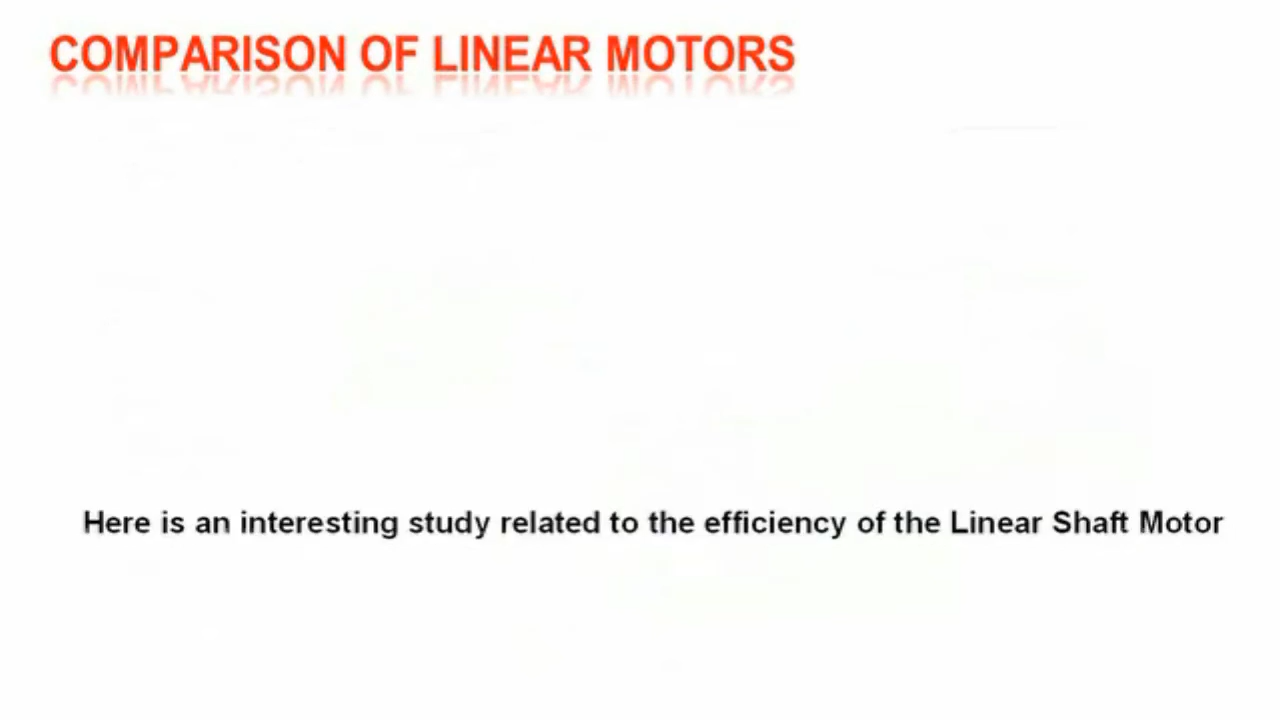 COMPARISON OF LINEAR MOTORS
Here is an interesting study related to the efficiency of the Linear Shaft Motor